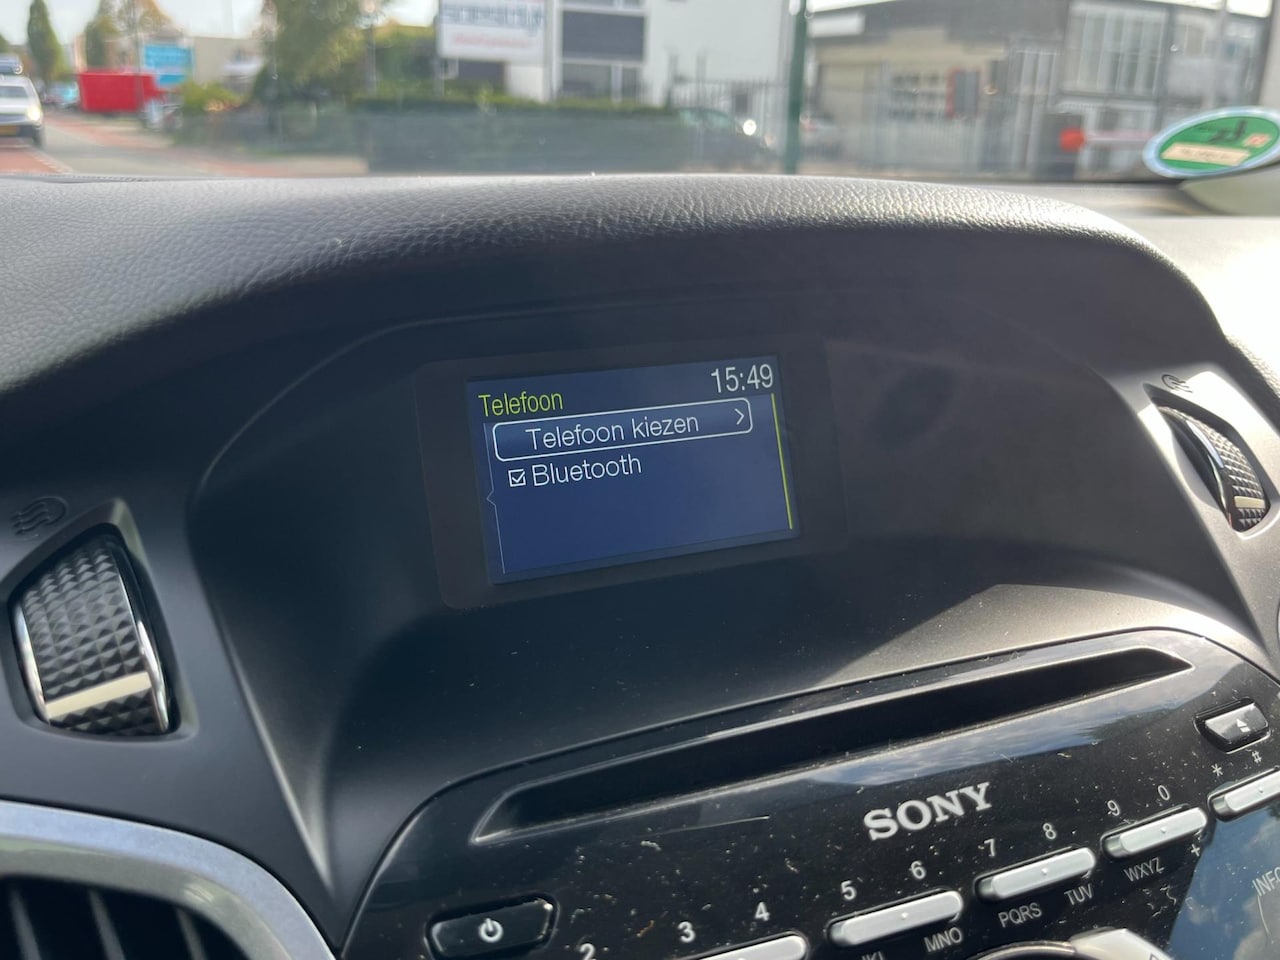 15:49
Telefoon
Telefoon kiezen
Bluetooth
SONY
2 3 4 5 6 7 8 9 0 * #
MNO PQRS TUV WXYZ +